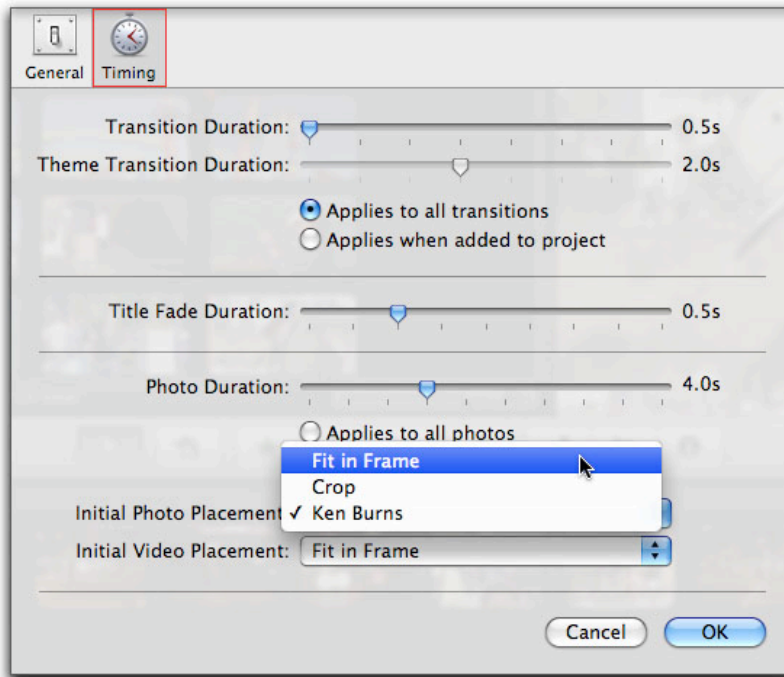 General Timing
Transition Duration: 0.5s
Theme Transition Duration: 2.0s
Applies to all transitions
Applies when added to project
Title Fade Duration: 0.5s
Photo Duration: 4.0s
Applies to all photos
Fit in Frame
Crop
Initial Photo Placement ✓ Ken Burns
Initial Video Placement: Fit in Frame
Cancel OK